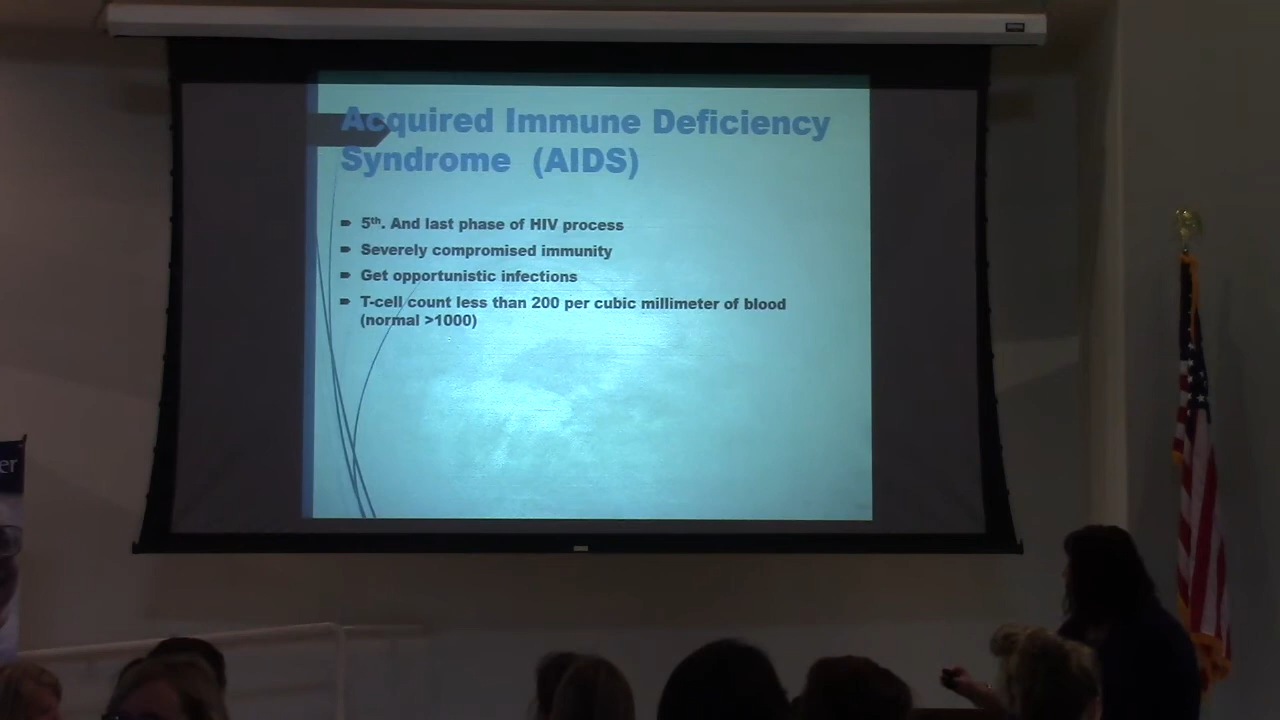 Acquired Immune Deficiency
Syndrome (AIDS)
5th. And last phase of HIV process
Severely compromised immunity
Get opportunistic infections
T-cell count less than 200 per cubic millimeter of blood
(normal >1000)
er